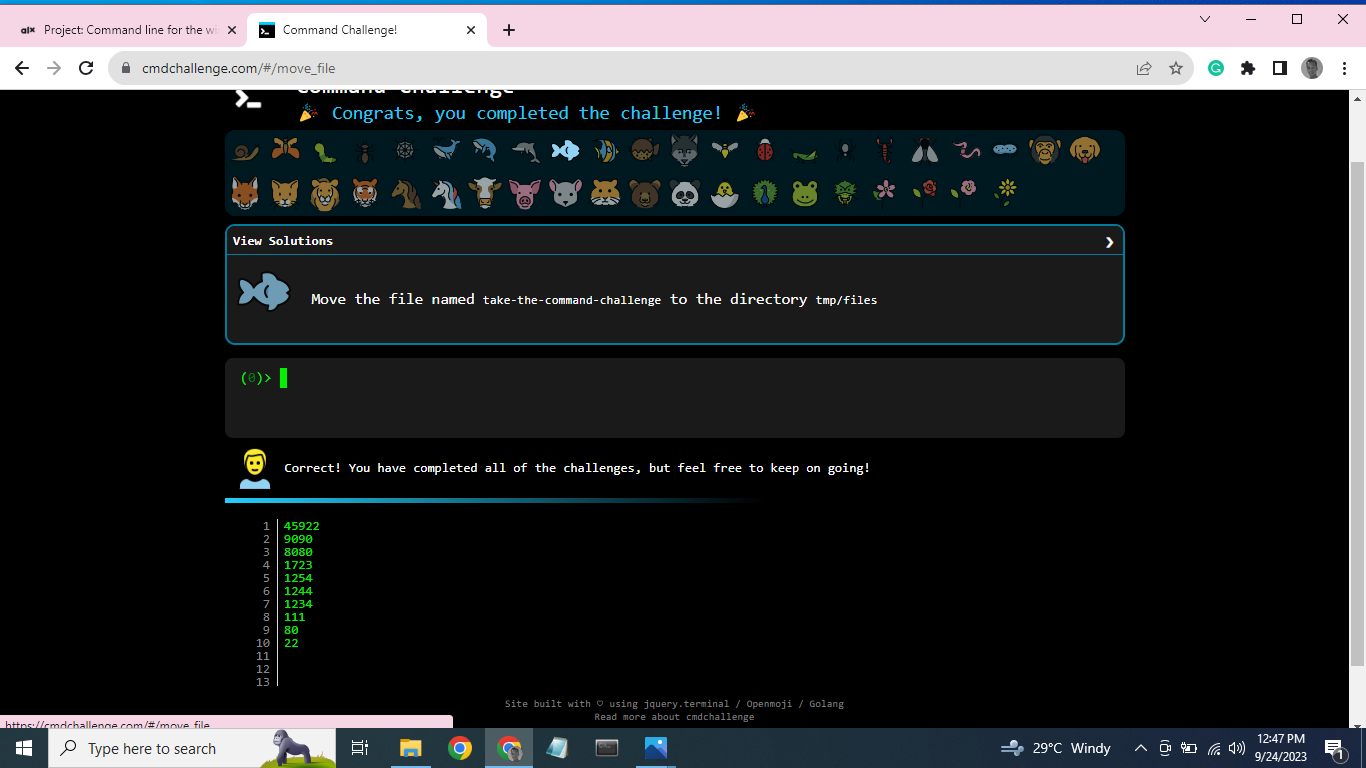 alx Project: Command line for the wi
Command Challenge!
cmdchallenge.com/#/move_file
Command Challenge
Congrats, you completed the challenge!
View Solutions
Move the file named take-the-command-challenge to the directory tmp/files
(0)>
Correct! You have completed all of the challenges, but feel free to keep on going!
1 45922
2 9090
3 8080
4 1723
5 1254
6 1244
7 1234
8 111
9 80
10 22
11
12
13
Site built with ♡ using jquery.terminal / Openmoji / Golang
Read more about cmdchallenge
https://cmdchallenge.com/#/move_file
Type here to search
29°C Windy
12:47 PM
9/24/2023
1